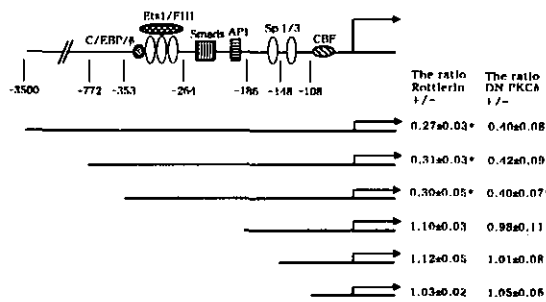 Ets1/Fli1
C/EBP/β
Smads
AP1
Sp 1/3
CBF
-3500
-772
-353
-264
-186
-148
-108
The ratio
Rottlerin
+/-
The ratio
DN PKCδ
+/-
0.27±0.03* 0.40±0.08
0.31±0.03* 0.42±0.09
0.30±0.05* 0.40±0.07*
1.10±0.03 0.98±0.11
1.12±0.05 1.01±0.08
1.03±0.02 1.05±0.06